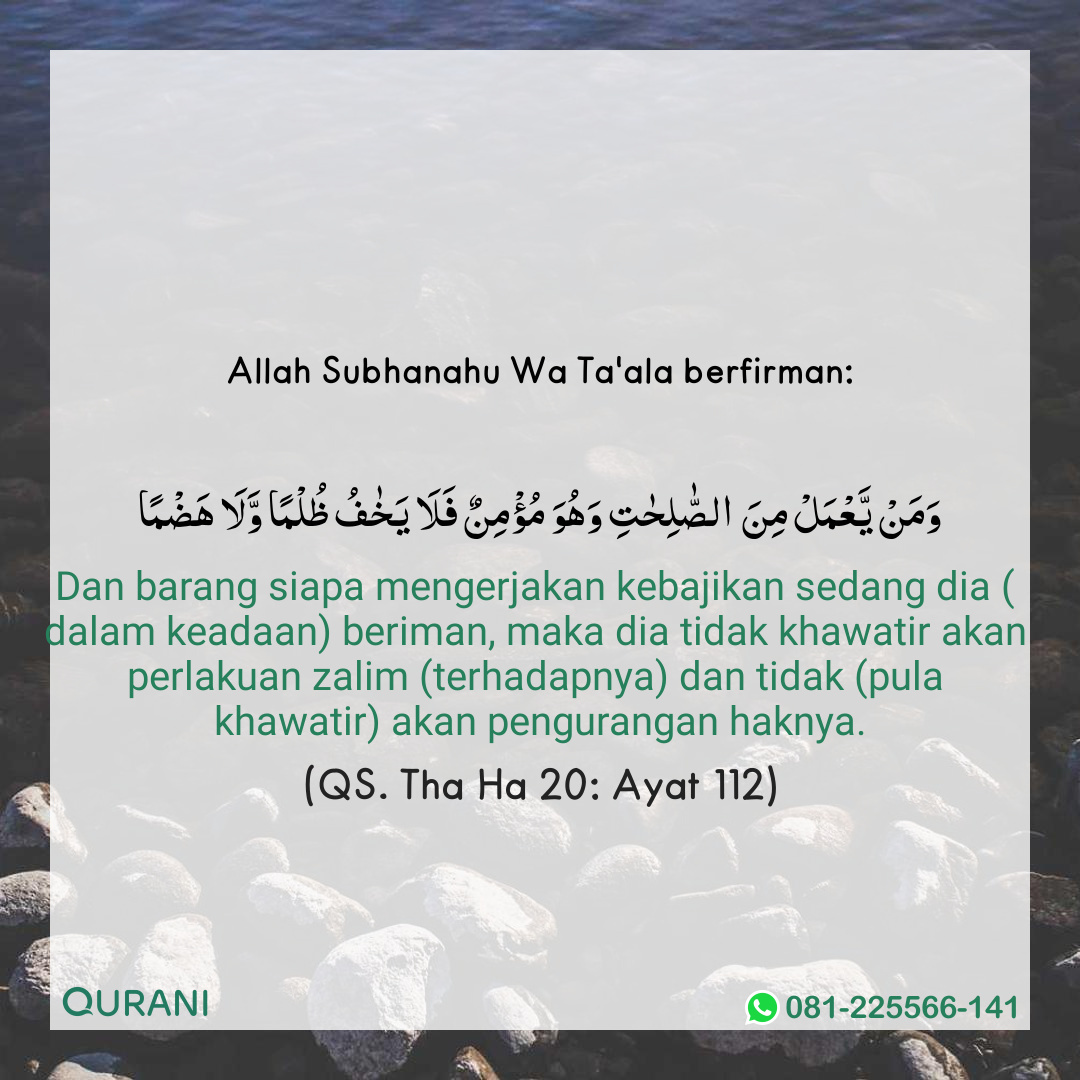 Allah Subhanahu Wa Ta'ala berfirman:
وَمَنْ يَّعْمَلْ مِنَ الصّٰلِحٰتِ وَهُوَ مُؤْمِنٌ فَلَا يَخٰفُ ظُلْمًا وَّلَا هَضْمًا
Dan barang siapa mengerjakan kebajikan sedang dia (
dalam keadaan) beriman, maka dia tidak khawatir akan
perlakuan zalim (terhadapnya) dan tidak (pula
khawatir) akan pengurangan haknya.
(QS. Tha Ha 20: Ayat 112)
QURANI
081-225566-141